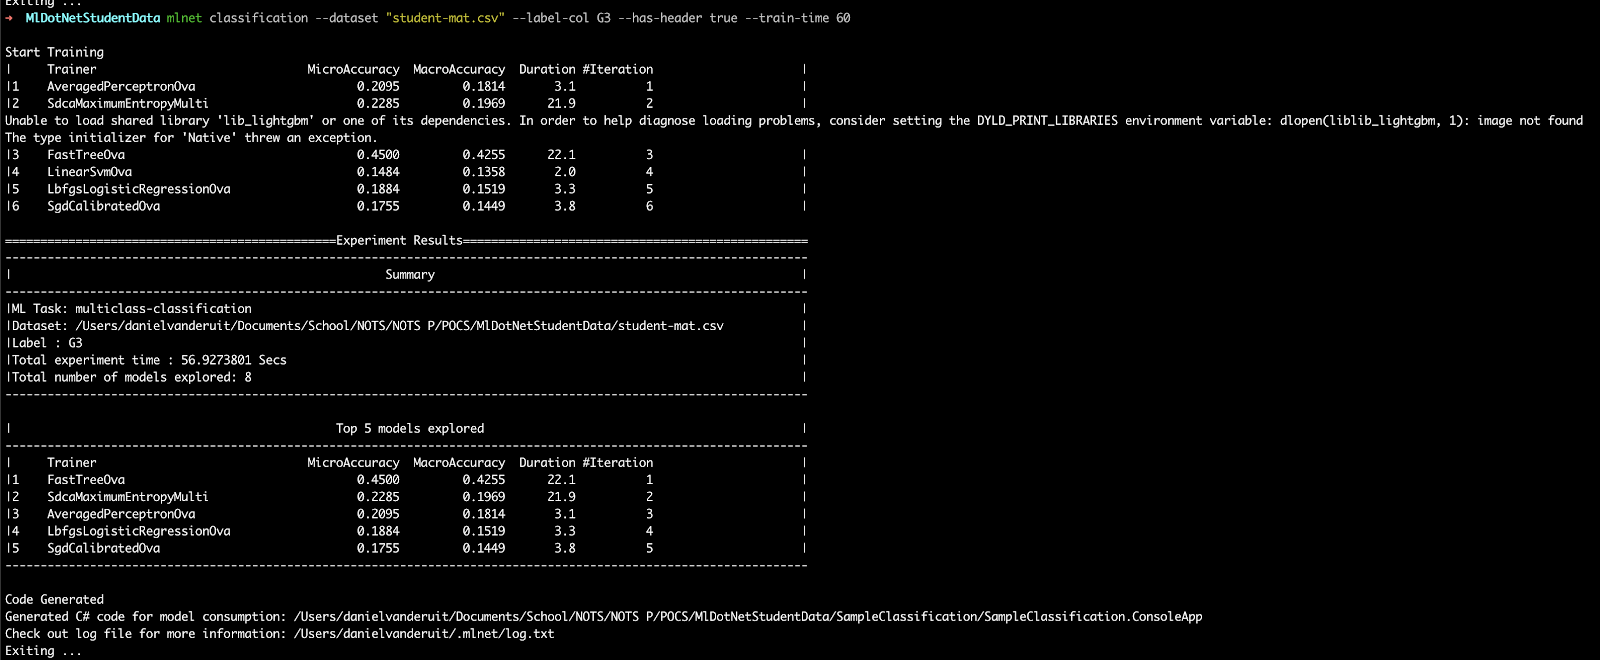 Exiting ...
→ MlDotNetStudentData mlnet classification --dataset "student-mat.csv" --label-col G3 --has-header true --train-time 60
Start Training
| Trainer MicroAccuracy MacroAccuracy Duration #Iteration |
|1 AveragedPerceptronOva 0.2095 0.1814 3.1 1 |
|2 SdcaMaximumEntropyMulti 0.2285 0.1969 21.9 2 |
Unable to load shared library 'lib_lightgbm' or one of its dependencies. In order to help diagnose loading problems, consider setting the DYLD_PRINT_LIBRARIES environment variable: dlopen(liblib_lightgbm, 1): image not found
The type initializer for 'Native' threw an exception.
|3 FastTreeOva 0.4500 0.4255 22.1 3 |
|4 LinearSvmOva 0.1484 0.1358 2.0 4 |
|5 LbfgsLogisticRegressionOva 0.1884 0.1519 3.3 5 |
|6 SgdCalibratedOva 0.1755 0.1449 3.8 6 |
===============================================Experiment Results=================================================
------------------------------------------------------------------------------------------------------------------
| Summary |
------------------------------------------------------------------------------------------------------------------
|ML Task: multiclass-classification |
|Dataset: /Users/danielvanderuit/Documents/School/NOTS/NOTS P/POCS/MlDotNetStudentData/student-mat.csv |
|Label : G3 |
|Total experiment time : 56.9273801 Secs |
|Total number of models explored: 8 |
------------------------------------------------------------------------------------------------------------------
| Top 5 models explored |
------------------------------------------------------------------------------------------------------------------
| Trainer MicroAccuracy MacroAccuracy Duration #Iteration |
|1 FastTreeOva 0.4500 0.4255 22.1 1 |
|2 SdcaMaximumEntropyMulti 0.2285 0.1969 21.9 2 |
|3 AveragedPerceptronOva 0.2095 0.1814 3.1 3 |
|4 LbfgsLogisticRegressionOva 0.1884 0.1519 3.3 4 |
|5 SgdCalibratedOva 0.1755 0.1449 3.8 5 |
------------------------------------------------------------------------------------------------------------------
Code Generated
Generated C# code for model consumption: /Users/danielvanderuit/Documents/School/NOTS/NOTS P/POCS/MlDotNetStudentData/SampleClassification/SampleClassification.ConsoleApp
Check out log file for more information: /Users/danielvanderuit/.mlnet/log.txt
Exiting ...